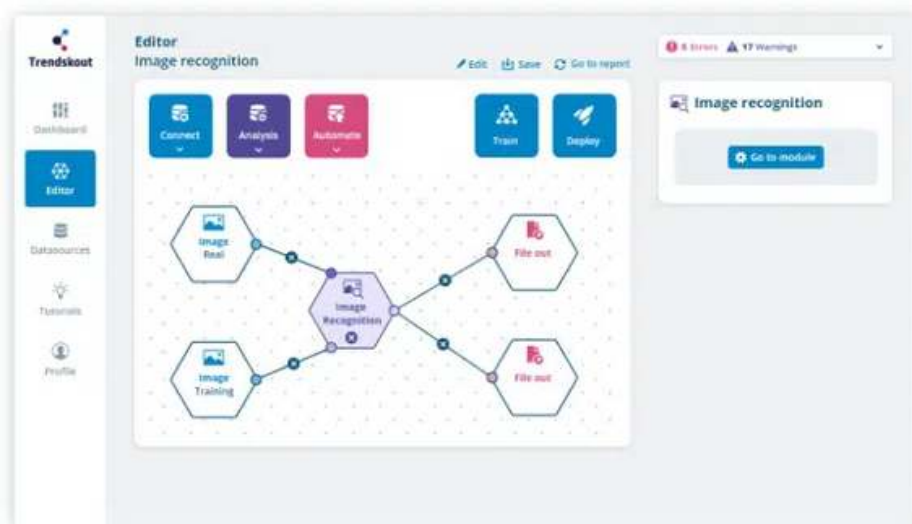 Trendskout
Dashboard
Editor
Datasources
Tutorials
Profile
Editor
Image recognition
Edit
Save
Go to report
Connect
Analysis
Automate
Train
Deploy
Image
Real
Image
Training
Image
Recognition
File out
File out
Errors
17 Warnings
Image recognition
Go to module